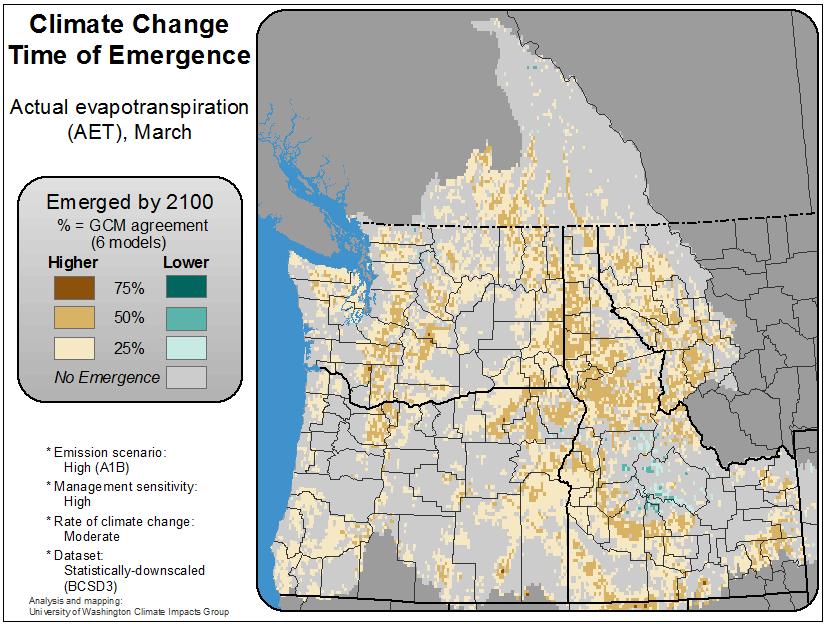 Climate Change
Time of Emergence
Actual evapotranspiration
(AET), March
Emerged by 2100
% = GCM agreement
(6 models)
Higher Lower
75%
50%
25%
No Emergence
* Emission scenario:
High (A1B)
* Management sensitivity:
High
* Rate of climate change:
Moderate
* Dataset:
Statistically-downscaled
(BCSD3)
Analysis and mapping:
University of Washington Climate Impacts Group